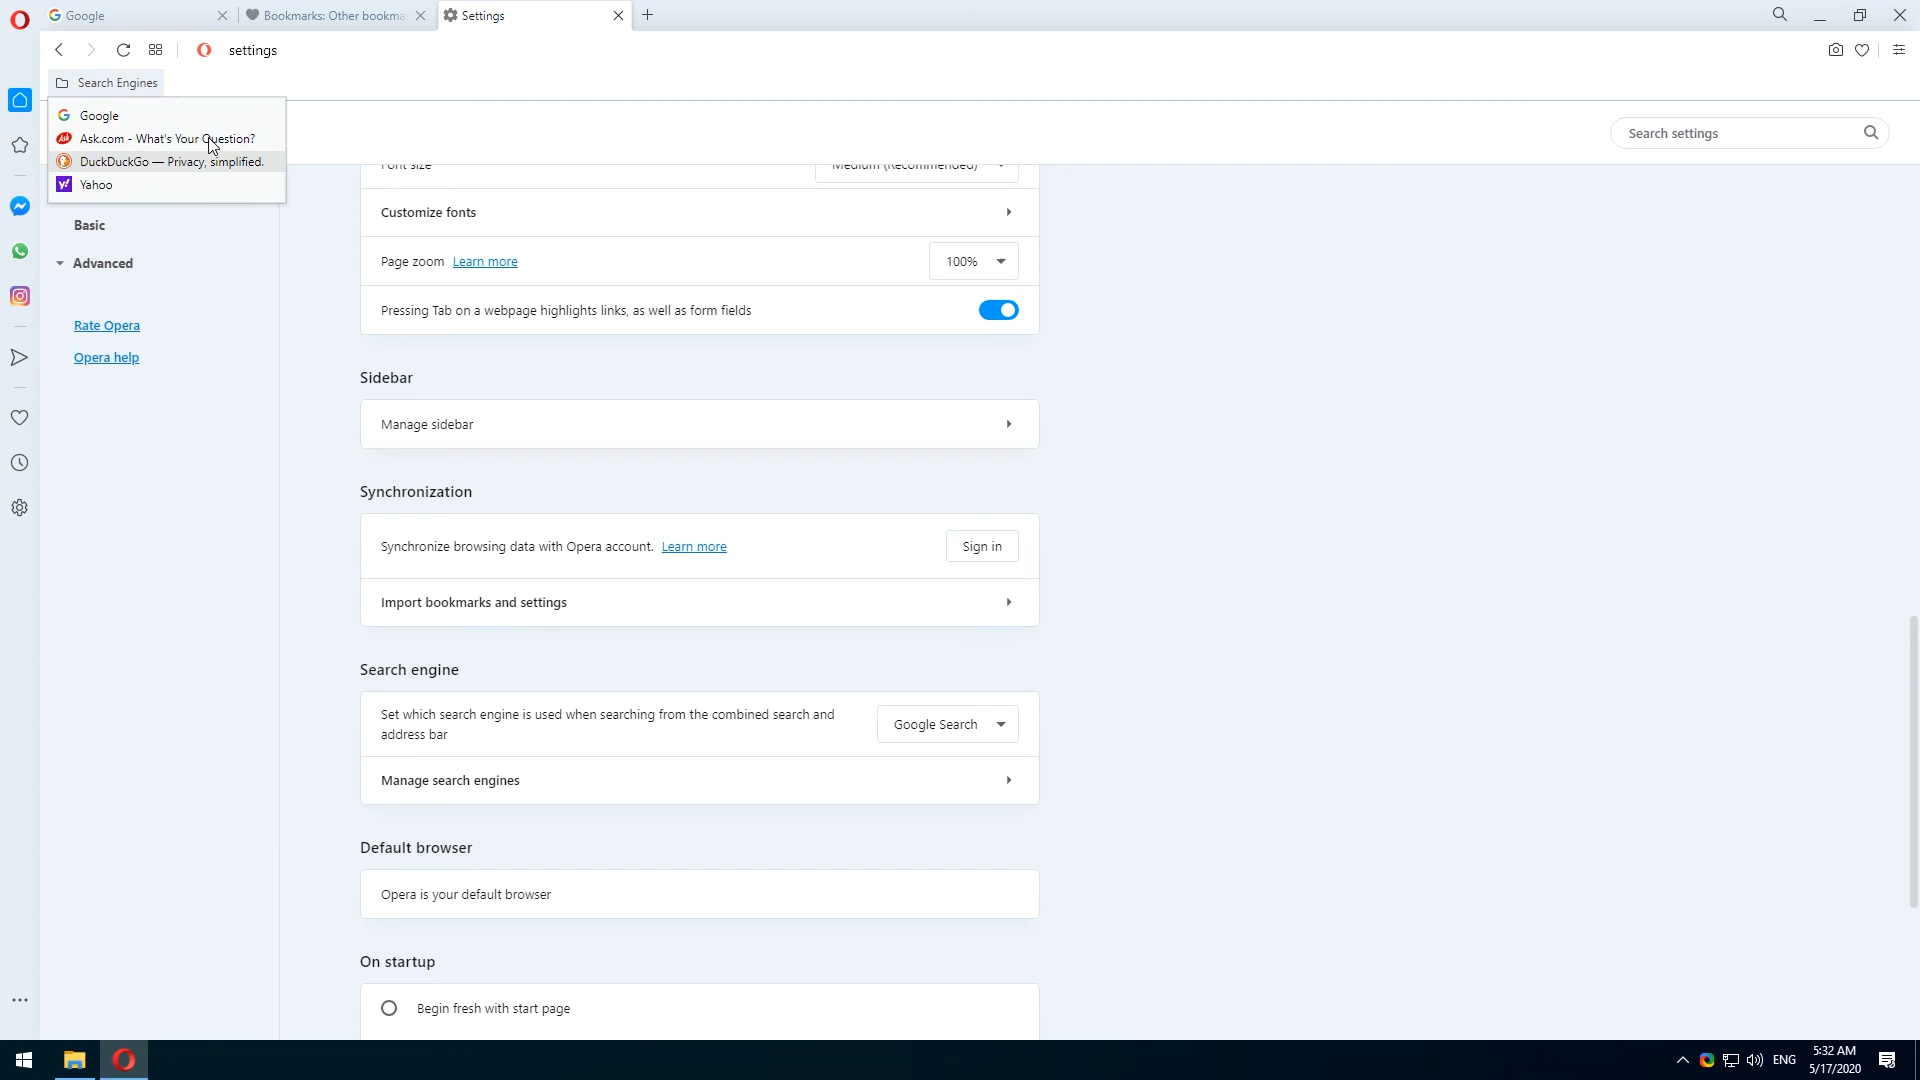 Google
Bookmarks: Other bookma
Settings
settings
Search Engines
Google
Ask.com - What's Your Question?
DuckDuckGo — Privacy, simplified.
Yahoo
Search settings
Basic
Advanced
Rate Opera
Opera help
Font size
Medium (Recommended)
Customize fonts
Page zoom Learn more
100%
Pressing Tab on a webpage highlights links, as well as form fields
Sidebar
Manage sidebar
Synchronization
Synchronize browsing data with Opera account. Learn more
Sign in
Import bookmarks and settings
Search engine
Set which search engine is used when searching from the combined search and
address bar
Google Search
Manage search engines
Default browser
Opera is your default browser
On startup
Begin fresh with start page
ENG
5:32 AM
5/17/2020